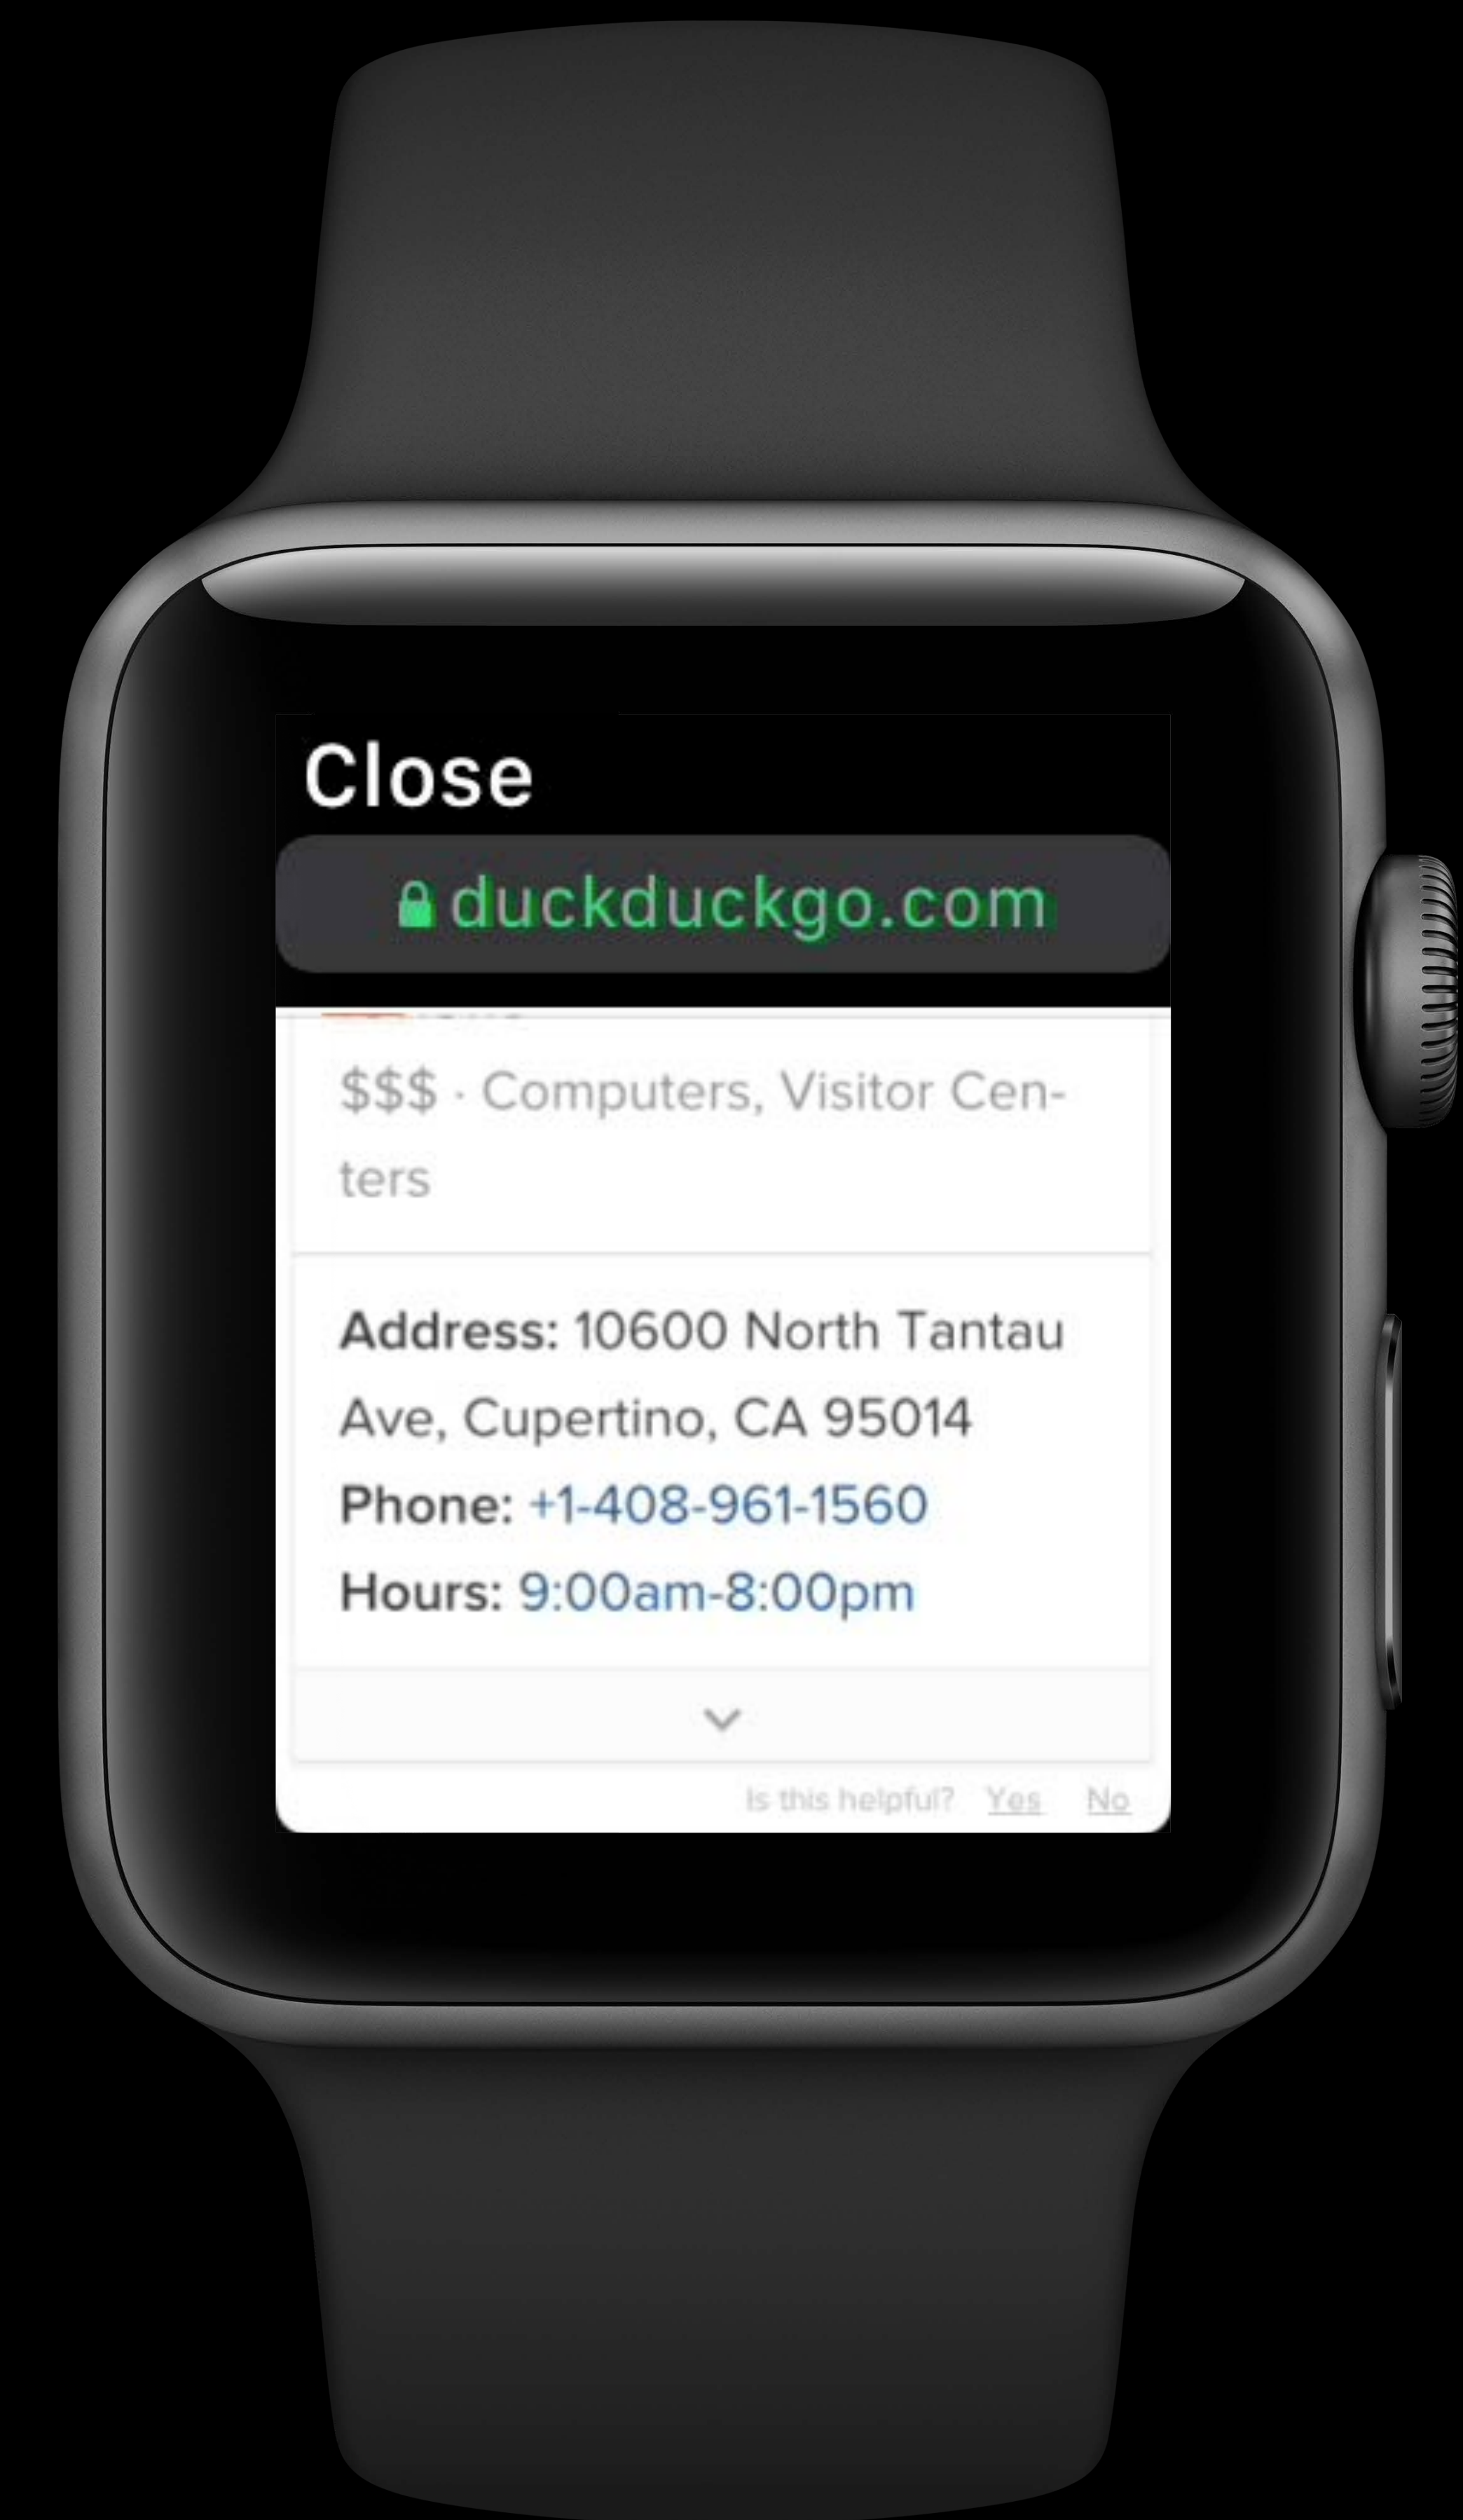 Close
duckduckgo.com
$$$ · Computers, Visitor Cen-
ters
Address: 10600 North Tantau
Ave, Cupertino, CA 95014
Phone: +1-408-961-1560
Hours: 9:00am-8:00pm
Is this helpful? Yes No